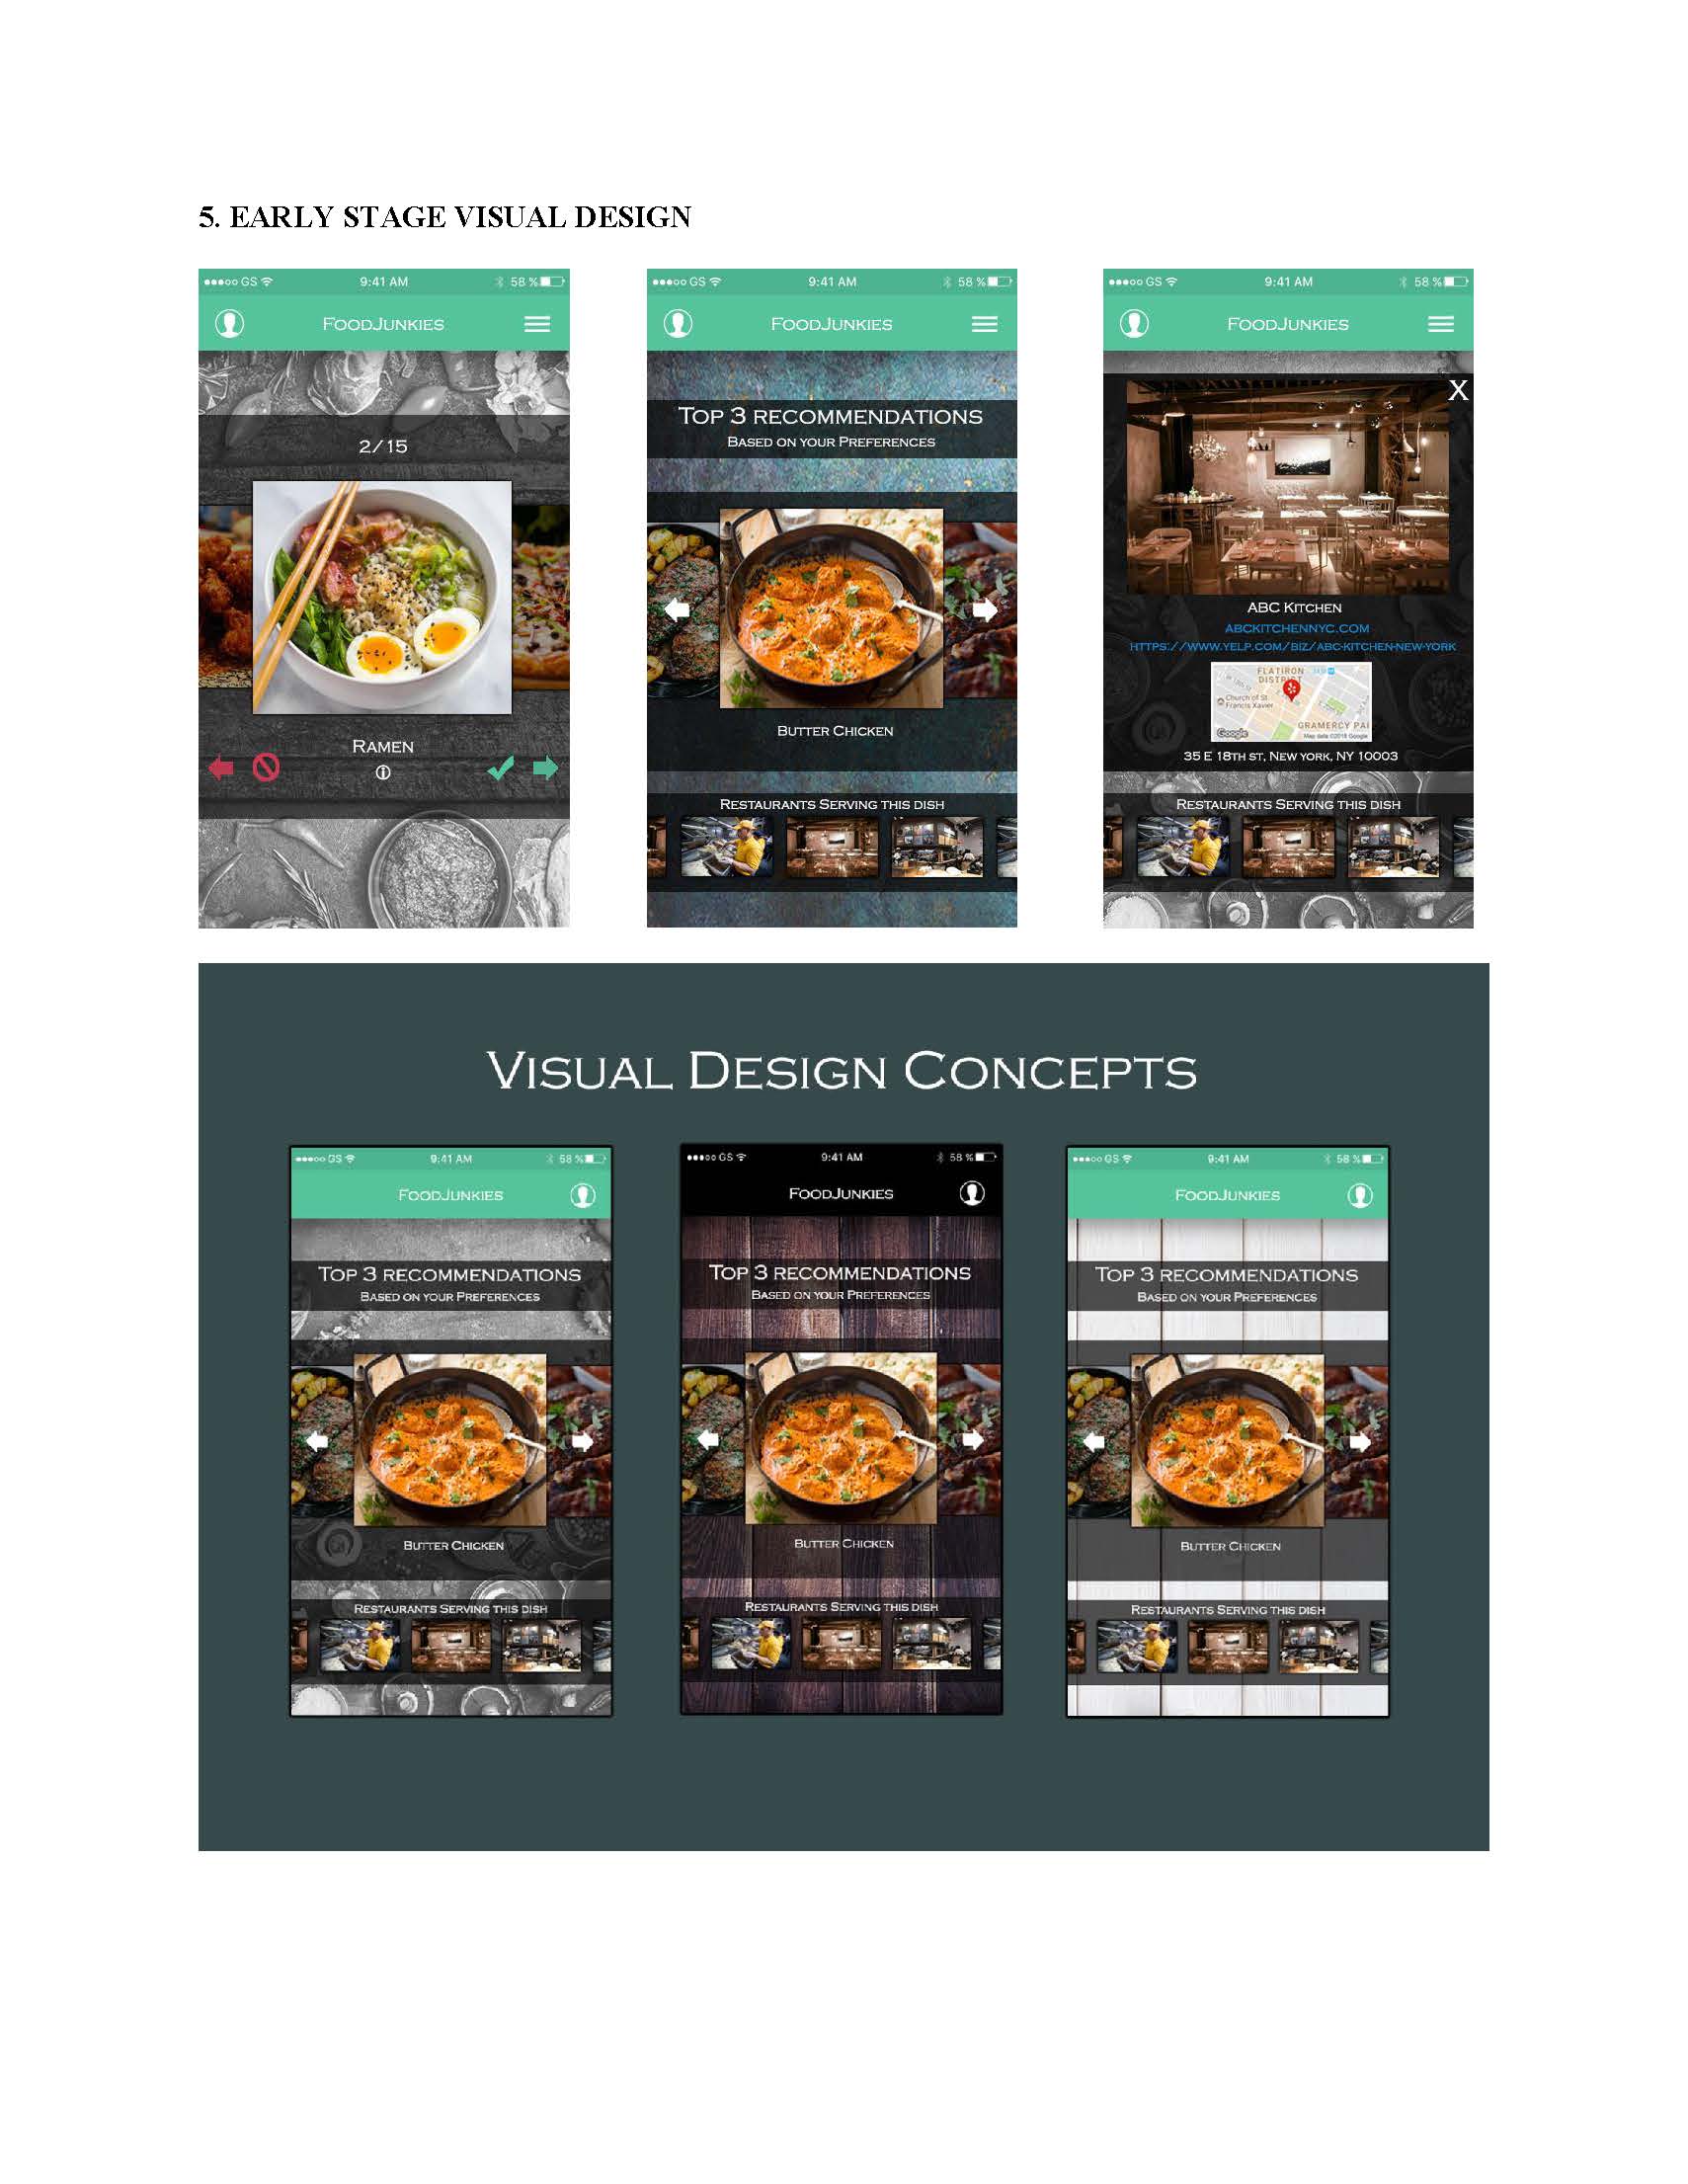 5. EARLY STAGE VISUAL DESIGN
GS 9:41 AM 58 %
FoodJunkies
2/15
Ramen
GS 9:41 AM 58 %
FoodJunkies
Top 3 recommendations
Based on your Preferences
Butter Chicken
Restaurants Serving this dish
GS 9:41 AM 58 %
FoodJunkies
X
ABC Kitchen
abckitchennyc.com
https://www.yelp.com/biz/abc-kitchen-new-york
FLATIRON
DISTRICT
Church of St.
Francis Xavier
GRAMERCY PAI
Google Map data ©2018 Google
35 E 18th st, New york, NY 10003
Restaurants Serving this dish
Visual Design Concepts
GS 9:41 AM 58 %
FoodJunkies
Top 3 recommendations
Based on your Preferences
Butter Chicken
Restaurants Serving this dish
GS 9:41 AM 58 %
FoodJunkies
Top 3 recommendations
Based on your Preferences
Butter Chicken
Restaurants Serving this dish
GS 9:41 AM 58 %
FoodJunkies
Top 3 recommendations
Based on your Preferences
Butter Chicken
Restaurants Serving this dish